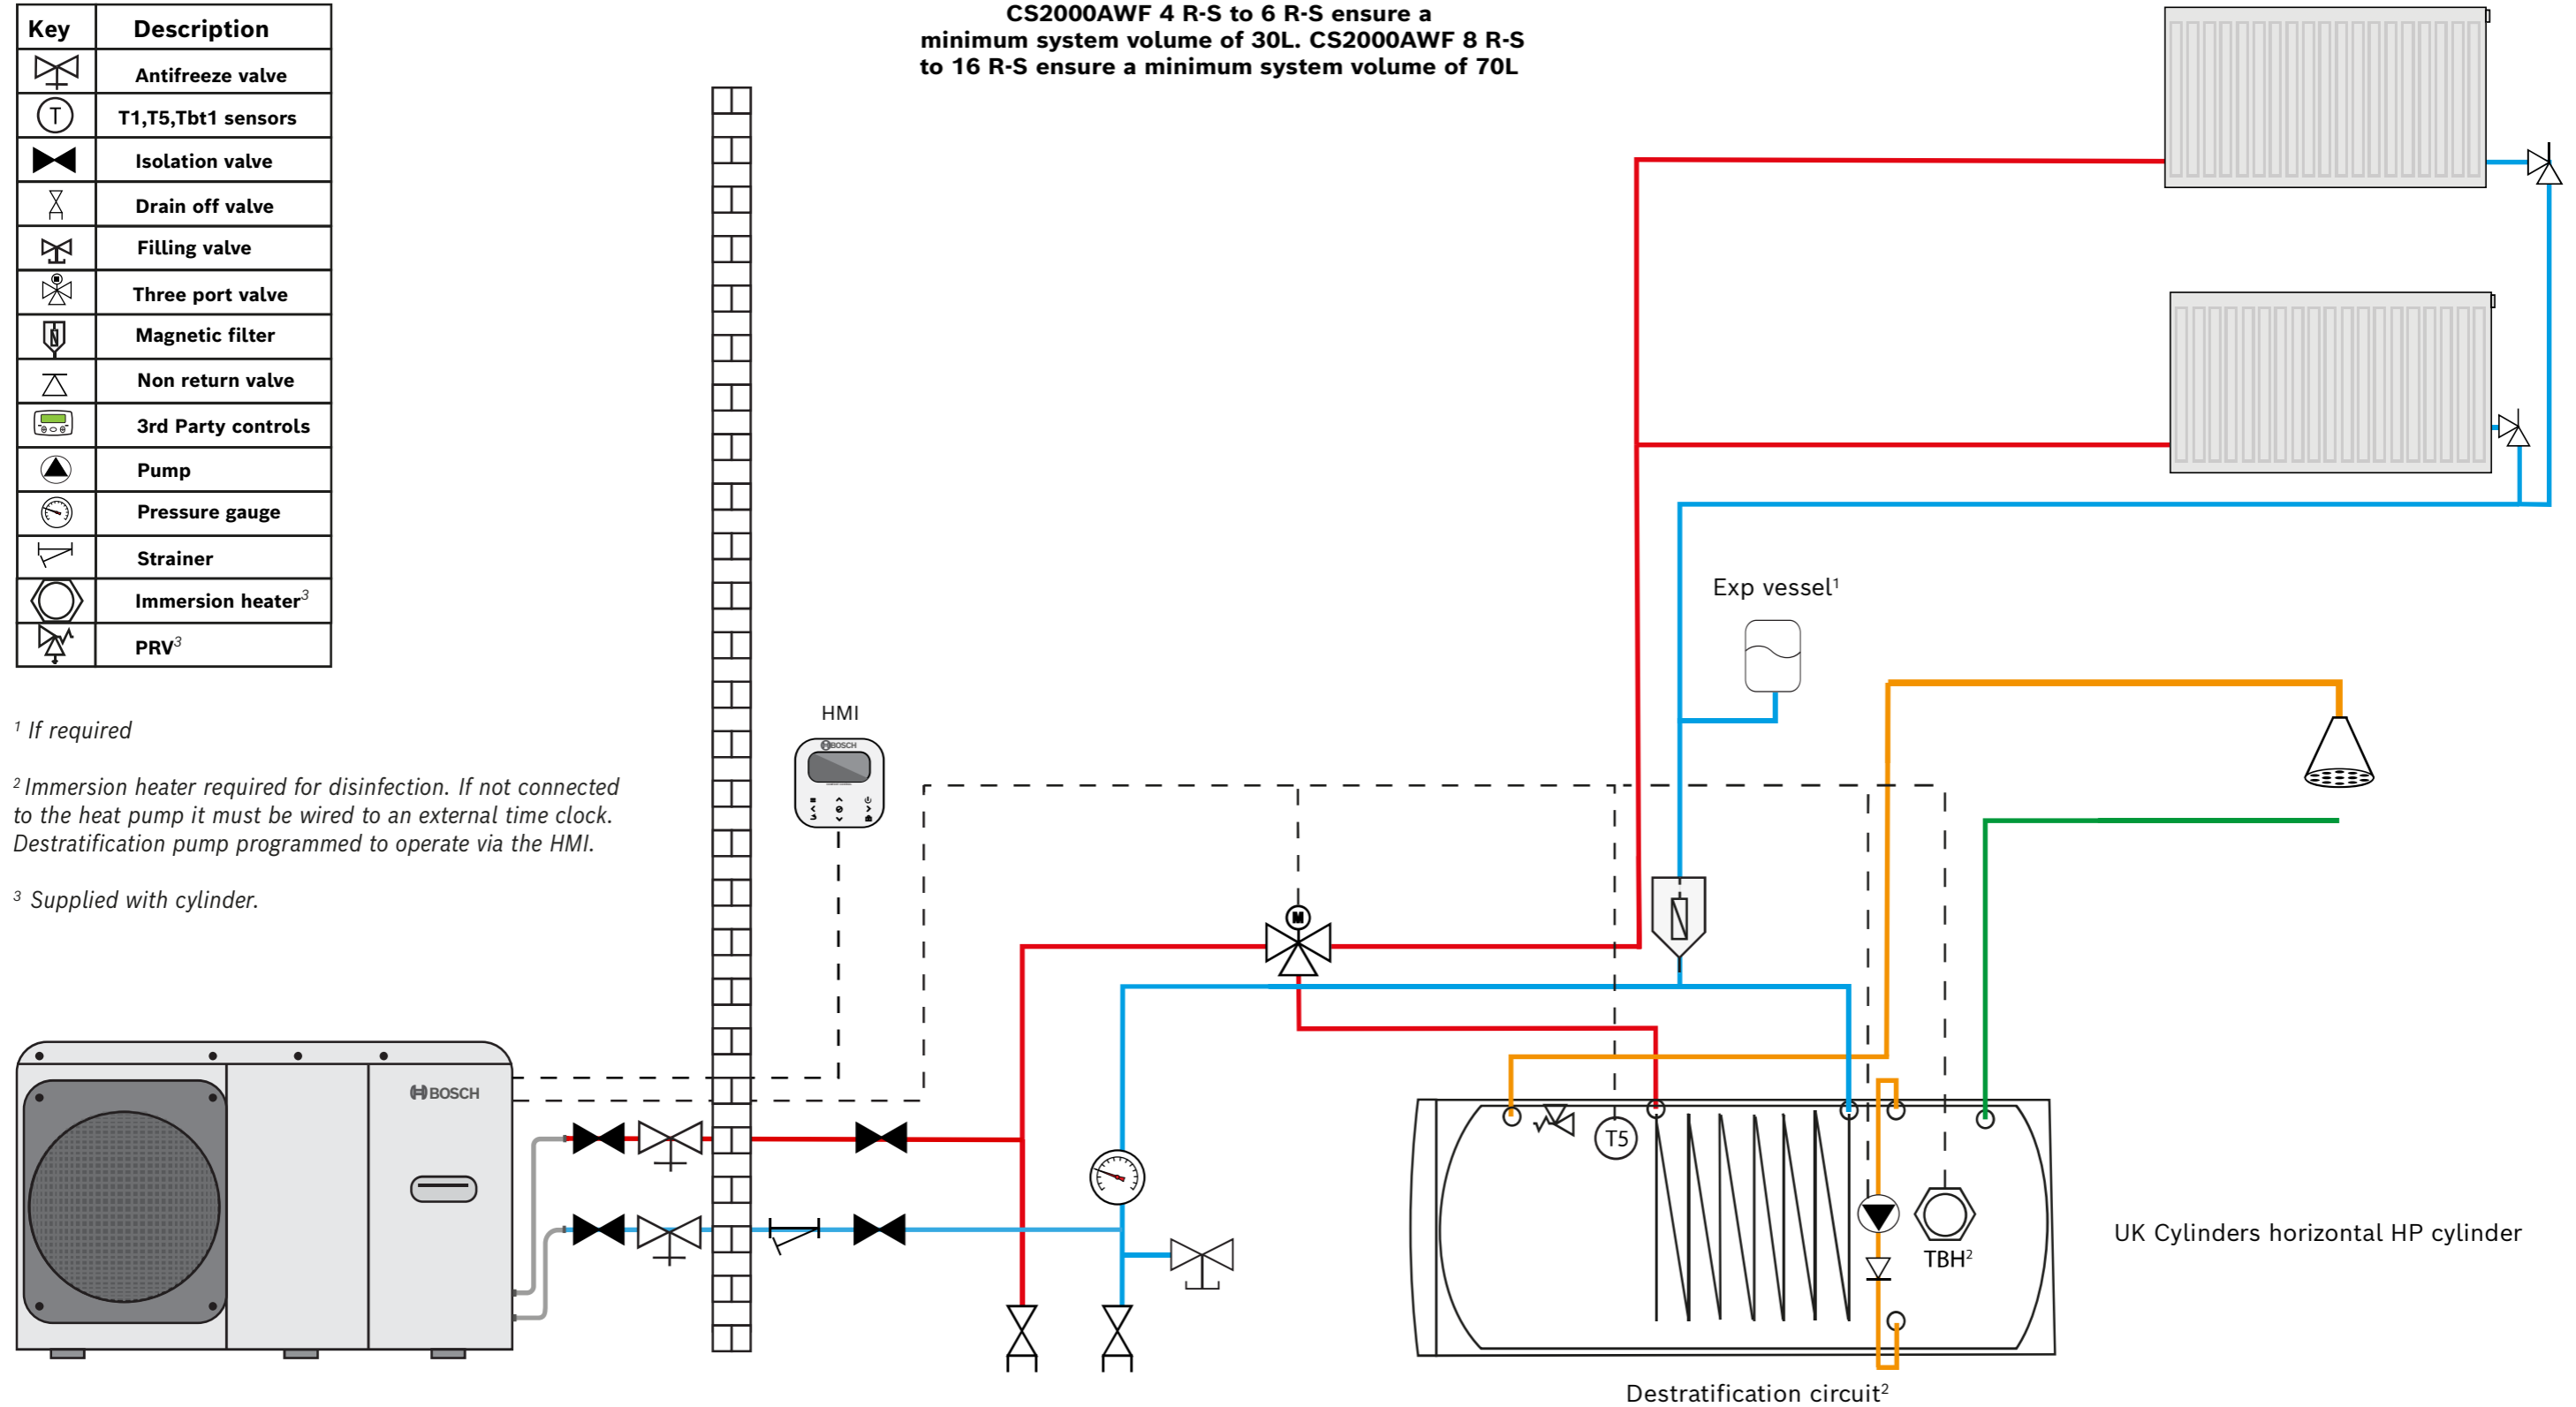 CS2000AWF 4 R-S to 6 R-S ensure a
minimum system volume of 30L. CS2000AWF 8 R-S
to 16 R-S ensure a minimum system volume of 70L
Key Description
Antifreeze valve
T T1,T5,Tbt1 sensors
Isolation valve
Drain off valve
Filling valve
Three port valve
Magnetic filter
Non return valve
3rd Party controls
Pump
Pressure gauge
Strainer
Immersion heater³
PRV³
¹ If required
² Immersion heater required for disinfection. If not connected
to the heat pump it must be wired to an external time clock.
Destratification pump programmed to operate via the HMI.
³ Supplied with cylinder.
HMI
BOSCH
Exp vessel¹
M
BOSCH
T5
TBH²
UK Cylinders horizontal HP cylinder
Destratification circuit²